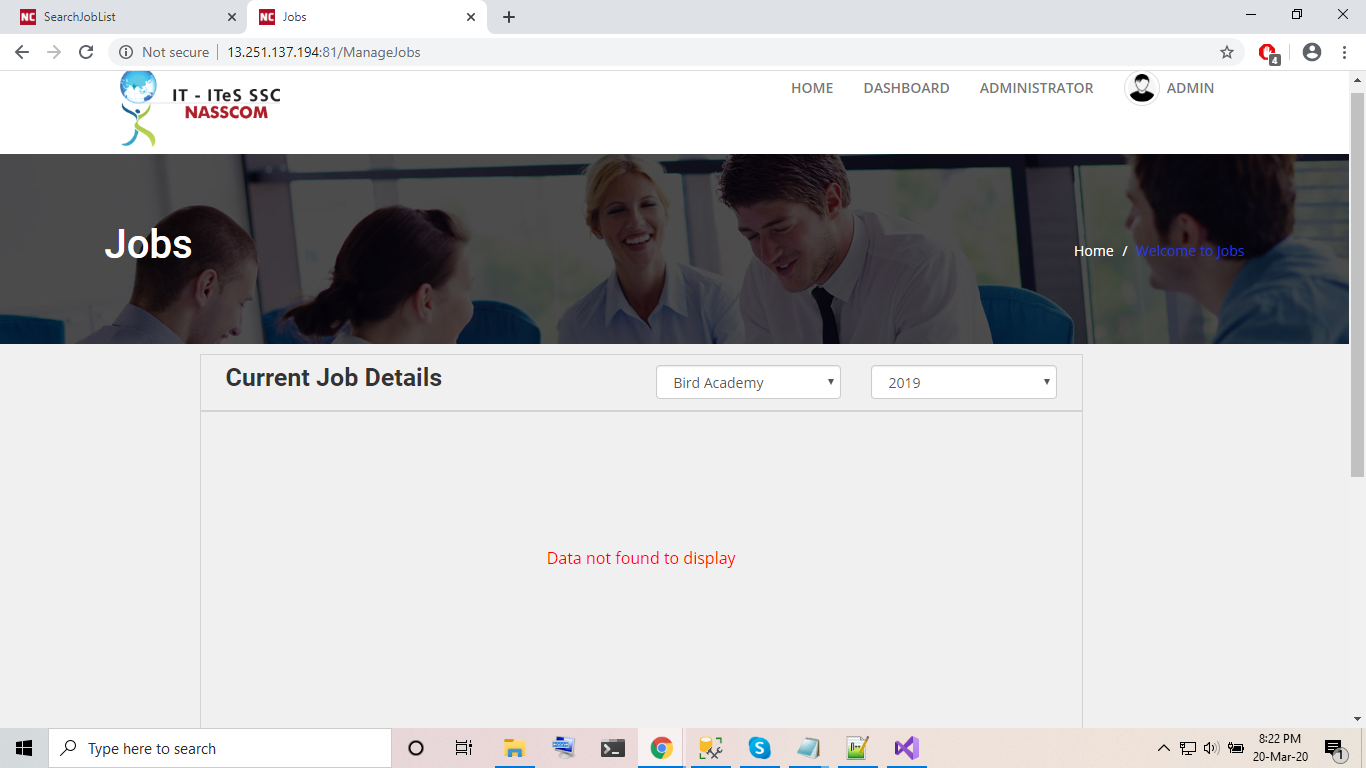 NC SearchJobList
NC Jobs
Not secure 13.251.137.194:81/ManageJobs
4
IT - ITeS SSC
NASSCOM
HOME DASHBOARD ADMINISTRATOR ADMIN
Jobs
Home / Welcome to Jobs
Current Job Details
Bird Academy
2019
Data not found to display
Type here to search
8:22 PM
20-Mar-20
1